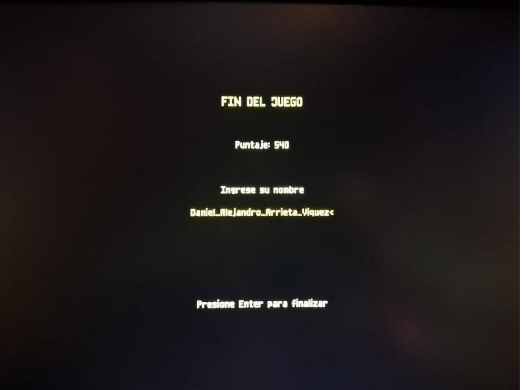 FIN DEL JUEGO
Puntaje: 540
Ingrese su nombre
Daniel_Alejandro_Arrieta_Viquez<
Presione Enter para finalizar